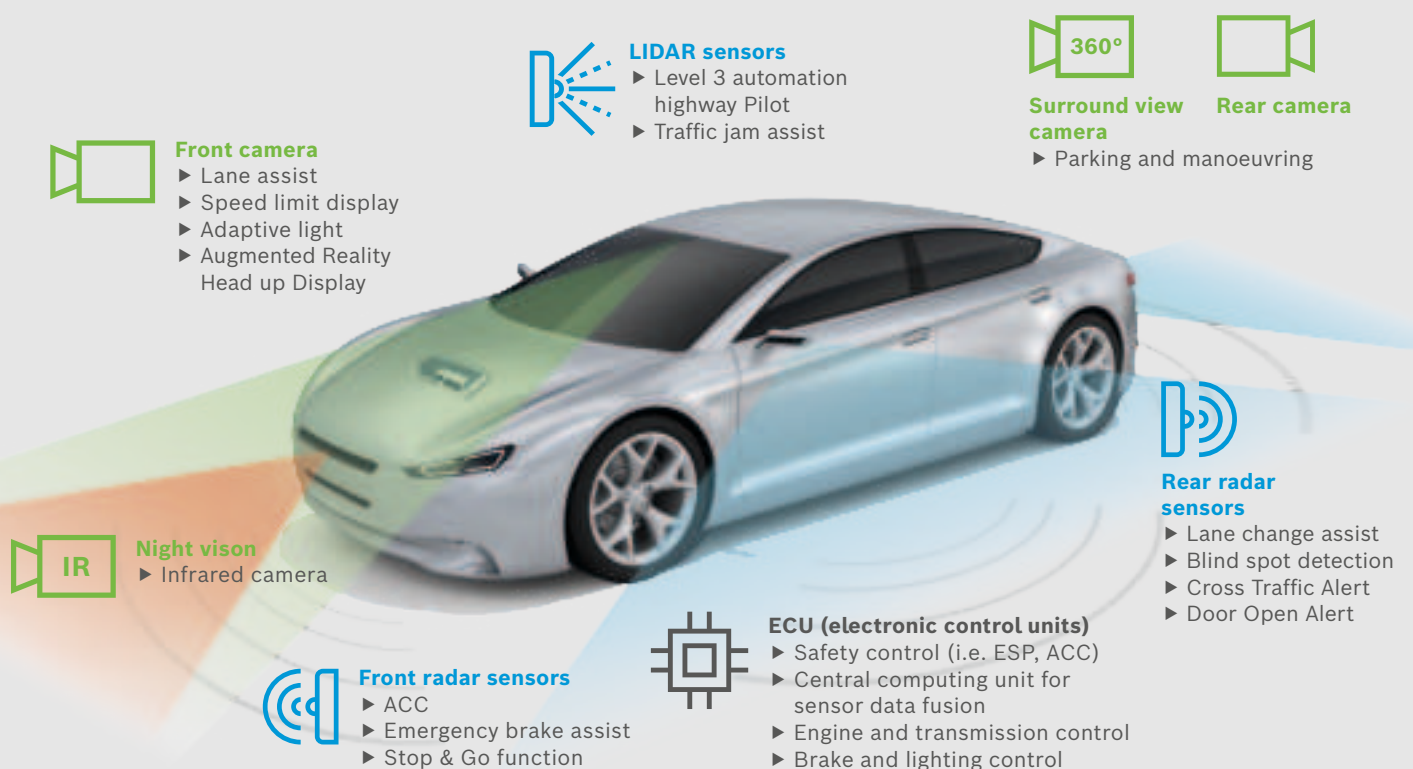 LIDAR sensors
▶ Level 3 automation
highway Pilot
▶ Traffic jam assist
360°
Surround view
camera
▶ Parking and manoeuvring
Rear camera
Front camera
▶ Lane assist
▶ Speed limit display
▶ Adaptive light
▶ Augmented Reality
Head up Display
Rear radar
sensors
▶ Lane change assist
▶ Blind spot detection
▶ Cross Traffic Alert
▶ Door Open Alert
IR
Night vison
▶ Infrared camera
ECU (electronic control units)
▶ Safety control (i.e. ESP, ACC)
▶ Central computing unit for
sensor data fusion
▶ Engine and transmission control
▶ Brake and lighting control
Front radar sensors
▶ ACC
▶ Emergency brake assist
▶ Stop & Go function